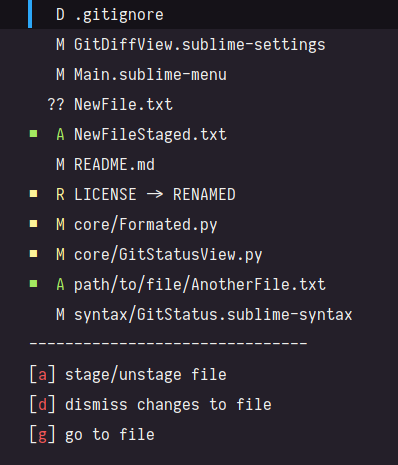 D .gitignore
M GitDiffView.sublime-settings
M Main.sublime-menu
?? NewFile.txt
■ A NewFileStaged.txt
M README.md
■ R LICENSE -> RENAMED
■ M core/Formated.py
■ M core/GitStatusView.py
■ A path/to/file/AnotherFile.txt
M syntax/GitStatus.sublime-syntax
-------------------------------
[a] stage/unstage file
[d] dismiss changes to file
[g] go to file